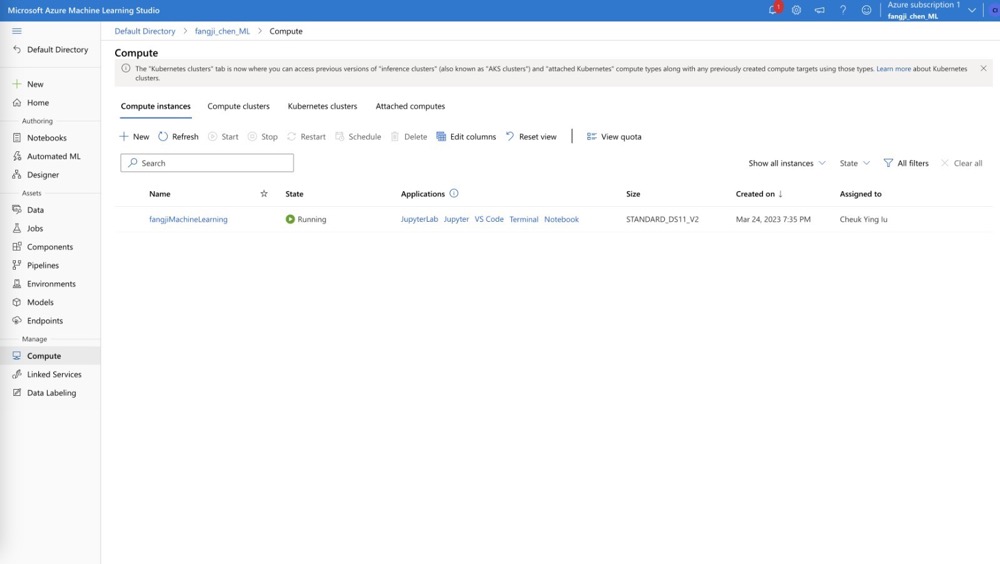 Microsoft Azure Machine Learning Studio
1
Azure subscription 1
fangji_chen_ML
Default Directory
New
Home
Authoring
Notebooks
Automated ML
Designer
Assets
Data
Jobs
Components
Pipelines
Environments
Models
Endpoints
Manage
Compute
Linked Services
Data Labeling
Default Directory > fangji_chen_ML > Compute
Compute
The "Kubernetes clusters" tab is now where you can access previous versions of "inference clusters" (also known as "AKS clusters") and "attached Kubernetes" compute types along with any previously created compute targets using those types. Learn more about Kubernetes
clusters.
Compute instances Compute clusters Kubernetes clusters Attached computes
New Refresh Start Stop Restart Schedule Delete Edit columns Reset view View quota
Search Show all instances State All filters Clear all
Name State Applications Size Created on ↓ Assigned to
fangjiMachineLearning Running JupyterLab Jupyter VS Code Terminal Notebook STANDARD_DS11_V2 Mar 24, 2023 7:35 PM Cheuk Ying Iu